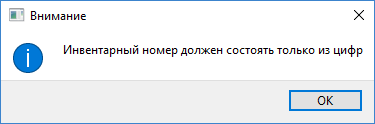 Внимание
Инвентарный номер должен состоять только из цифр
OK